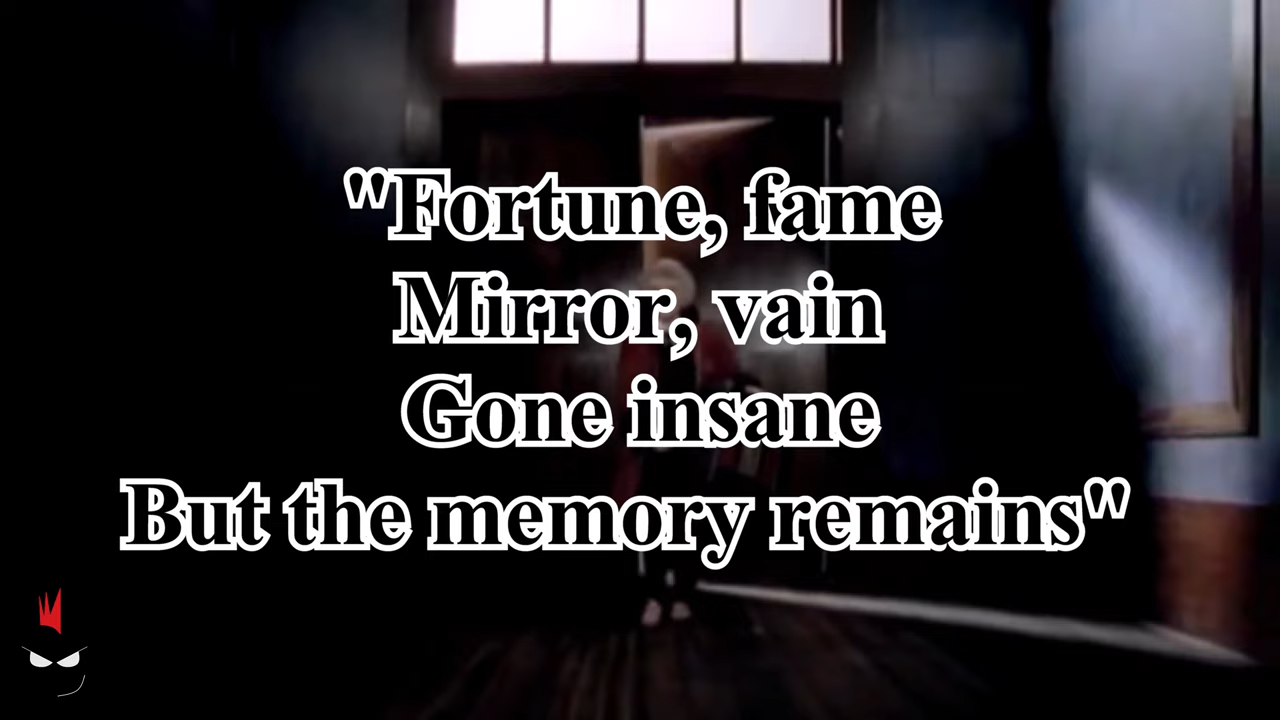 "Fortune, fame
Mirror, vain
Gone insane
But the memory remains"